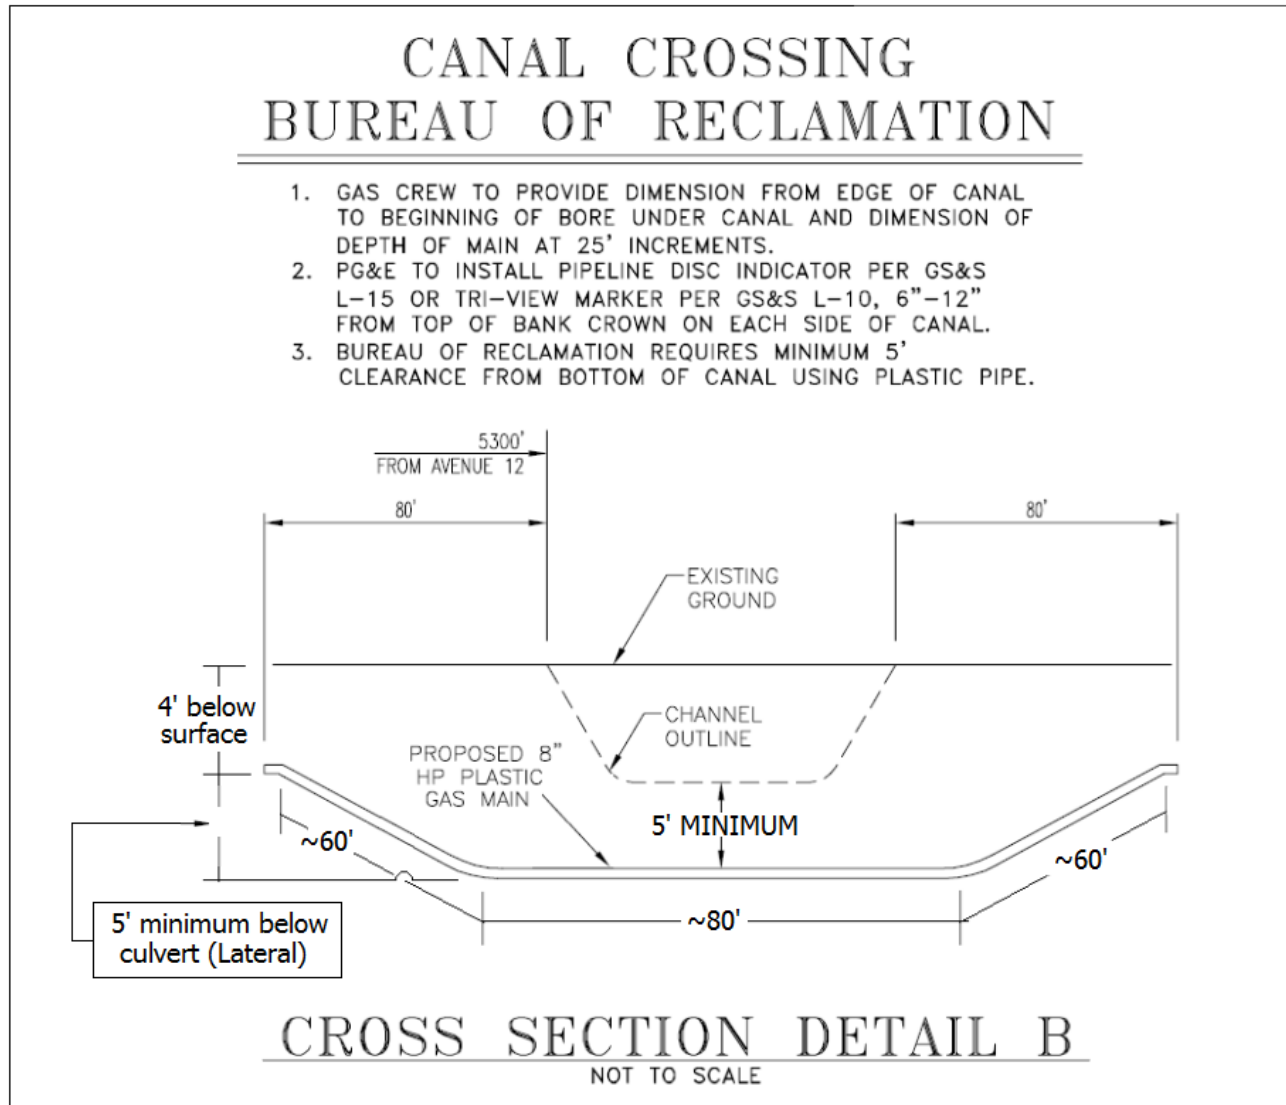 CANAL CROSSING
BUREAU OF RECLAMATION
1. GAS CREW TO PROVIDE DIMENSION FROM EDGE OF CANAL
TO BEGINNING OF BORE UNDER CANAL AND DIMENSION OF
DEPTH OF MAIN AT 25' INCREMENTS.
2. PG&E TO INSTALL PIPELINE DISC INDICATOR PER GS&S
L-15 OR TRI-VIEW MARKER PER GS&S L-10, 6"-12"
FROM TOP OF BANK CROWN ON EACH SIDE OF CANAL.
3. BUREAU OF RECLAMATION REQUIRES MINIMUM 5'
CLEARANCE FROM BOTTOM OF CANAL USING PLASTIC PIPE.
5300'
FROM AVENUE 12
80'
80'
EXISTING
GROUND
4' below
surface
CHANNEL
OUTLINE
PROPOSED 8"
HP PLASTIC
GAS MAIN
5' MINIMUM
~60'
~60'
~80'
5' minimum below
culvert (Lateral)
CROSS SECTION DETAIL B
NOT TO SCALE